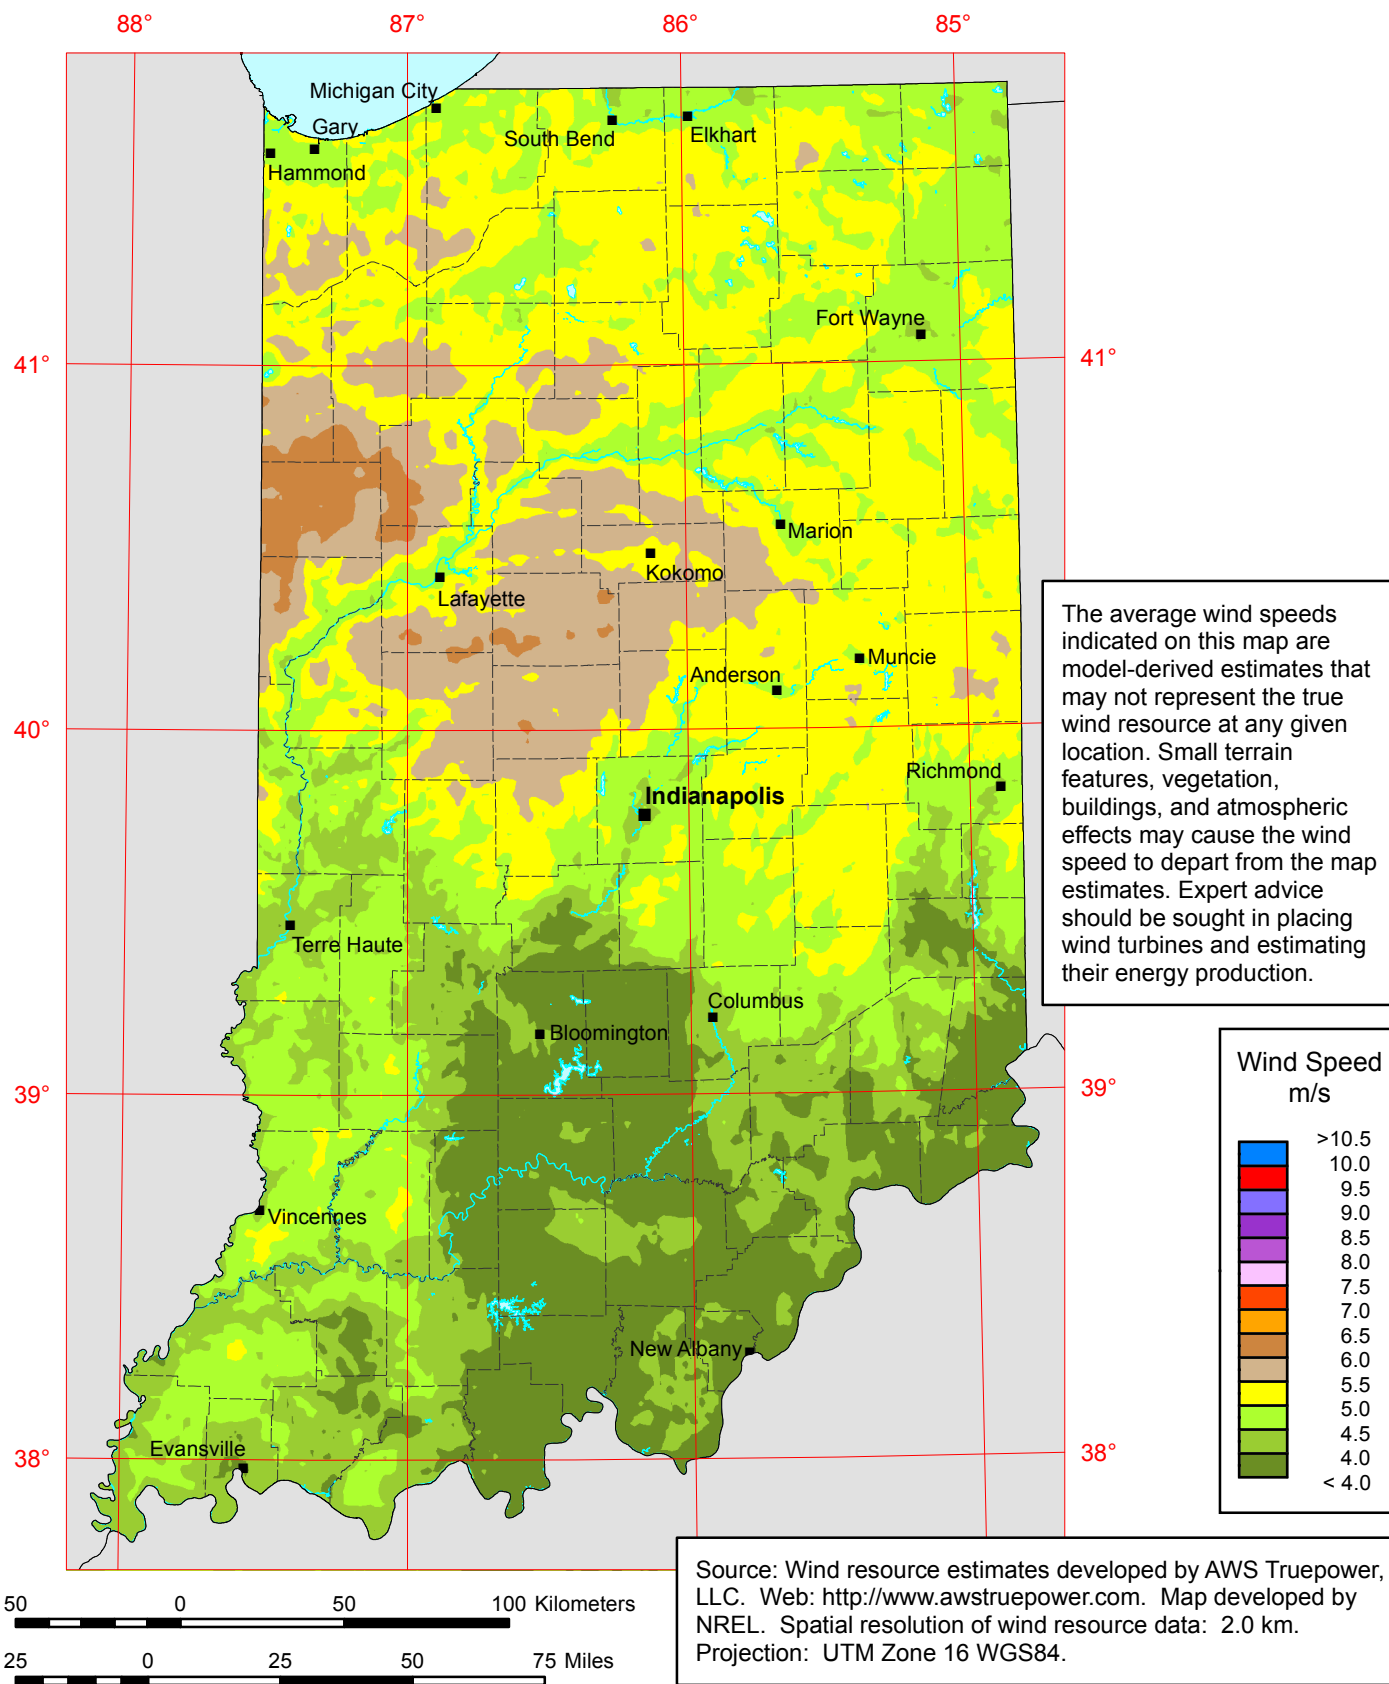 88°
87°
86°
85°
Michigan City
Gary
South Bend
Elkhart
Hammond
Fort Wayne
41°
41°
Marion
Kokomo
Lafayette
Muncie
Anderson
40°
Richmond
Indianapolis
Terre Haute
Columbus
Bloomington
39°
39°
Vincennes
New Albany
Evansville
38°
38°
The average wind speeds
indicated on this map are
model-derived estimates that
may not represent the true
wind resource at any given
location. Small terrain
features, vegetation,
buildings, and atmospheric
effects may cause the wind
speed to depart from the map
estimates. Expert advice
should be sought in placing
wind turbines and estimating
their energy production.
Wind Speed
m/s
>10.5
10.0
9.5
9.0
8.5
8.0
7.5
7.0
6.5
6.0
5.5
5.0
4.5
4.0
< 4.0
Source: Wind resource estimates developed by AWS Truepower,
LLC. Web: http://www.awstruepower.com. Map developed by
NREL. Spatial resolution of wind resource data: 2.0 km.
Projection: UTM Zone 16 WGS84.
50 0 50 100 Kilometers
25 0 25 50 75 Miles